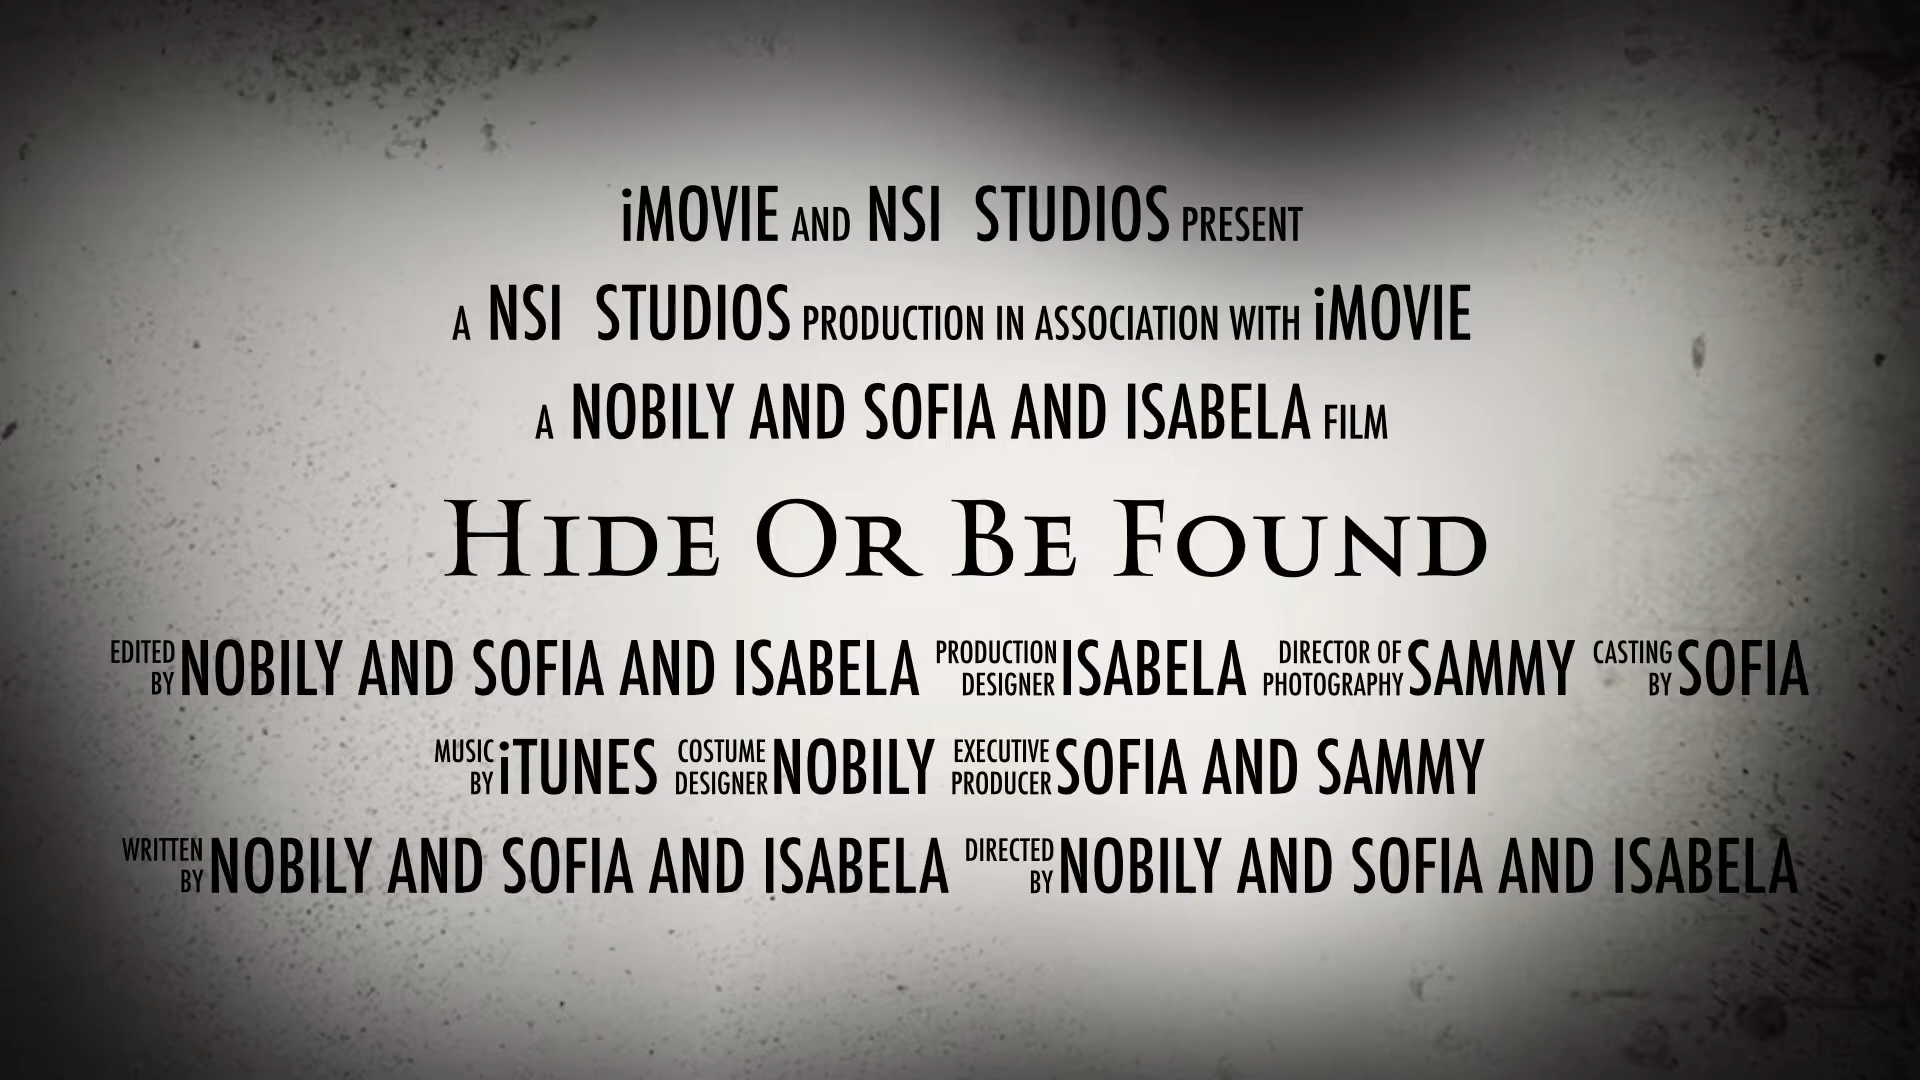 iMOVIE AND NSI STUDIOS PRESENT
A NSI STUDIOS PRODUCTION IN ASSOCIATION WITH iMOVIE
A NOBILY AND SOFIA AND ISABELA FILM
HIDE OR BE FOUND
EDITED BY NOBILY AND SOFIA AND ISABELA PRODUCTION DESIGNER ISABELA DIRECTOR OF PHOTOGRAPHY SAMMY CASTING BY SOFIA
MUSIC BY iTUNES COSTUME DESIGNER NOBILY EXECUTIVE PRODUCER SOFIA AND SAMMY
WRITTEN BY NOBILY AND SOFIA AND ISABELA DIRECTED BY NOBILY AND SOFIA AND ISABELA